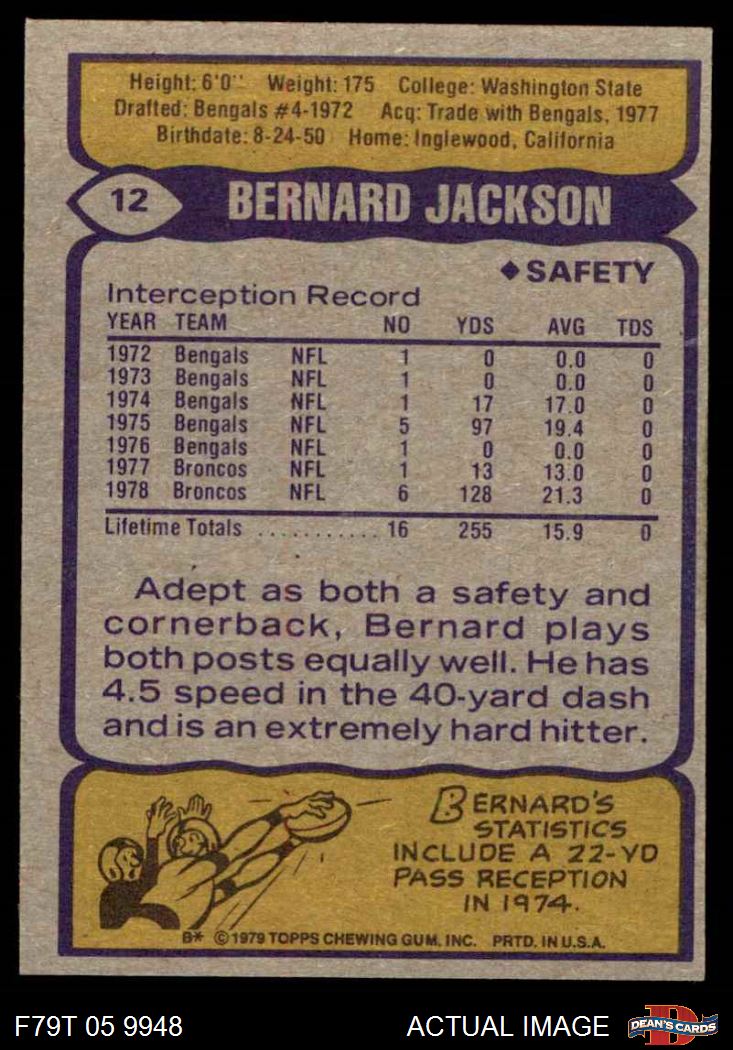 Height: 6'0'' Weight: 175 College: Washington State
Drafted: Bengals #4-1972 Acq: Trade with Bengals, 1977
Birthdate: 8-24-50 Home: Inglewood, California
12 BERNARD JACKSON
◆SAFETY
Interception Record
YEAR TEAM NO YDS AVG TDS
1972 Bengals NFL 1 0 0.0 0
1973 Bengals NFL 1 0 0.0 0
1974 Bengals NFL 1 17 17.0 0
1975 Bengals NFL 5 97 19.4 0
1976 Bengals NFL 1 0 0.0 0
1977 Broncos NFL 1 13 13.0 0
1978 Broncos NFL 6 128 21.3 0
Lifetime Totals ........... 16 255 15.9 0
Adept as both a safety and
cornerback, Bernard plays
both posts equally well. He has
4.5 speed in the 40-yard dash
and is an extremely hard hitter.
BERNARD'S
STATISTICS
INCLUDE A 22-YD
PASS RECEPTION
IN 1974.
B* © 1979 TOPPS CHEWING GUM, INC. PRTD. IN U.S.A.
F79T 05 9948 ACTUAL IMAGE D DEAN'S CARDS